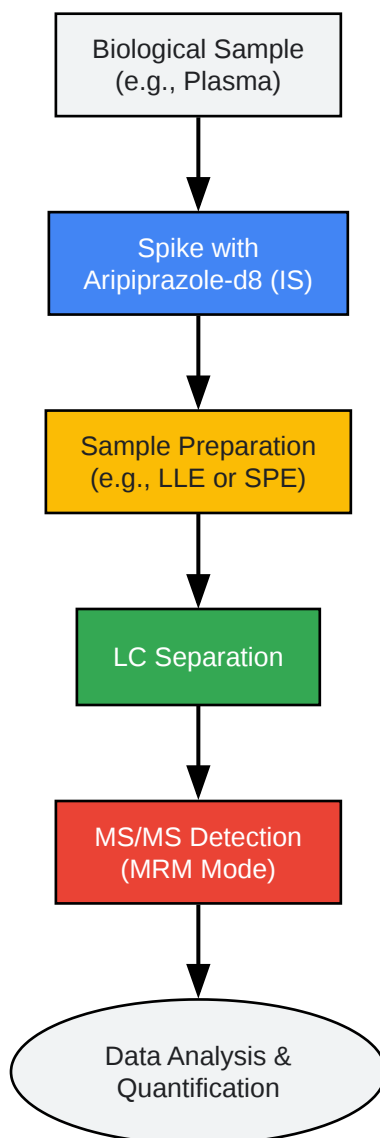 Biological Sample
(e.g., Plasma)
Spike with
Aripiprazole-d8 (IS)
Sample Preparation
(e.g., LLE or SPE)
LC Separation
MS/MS Detection
(MRM Mode)
Data Analysis &
Quantification